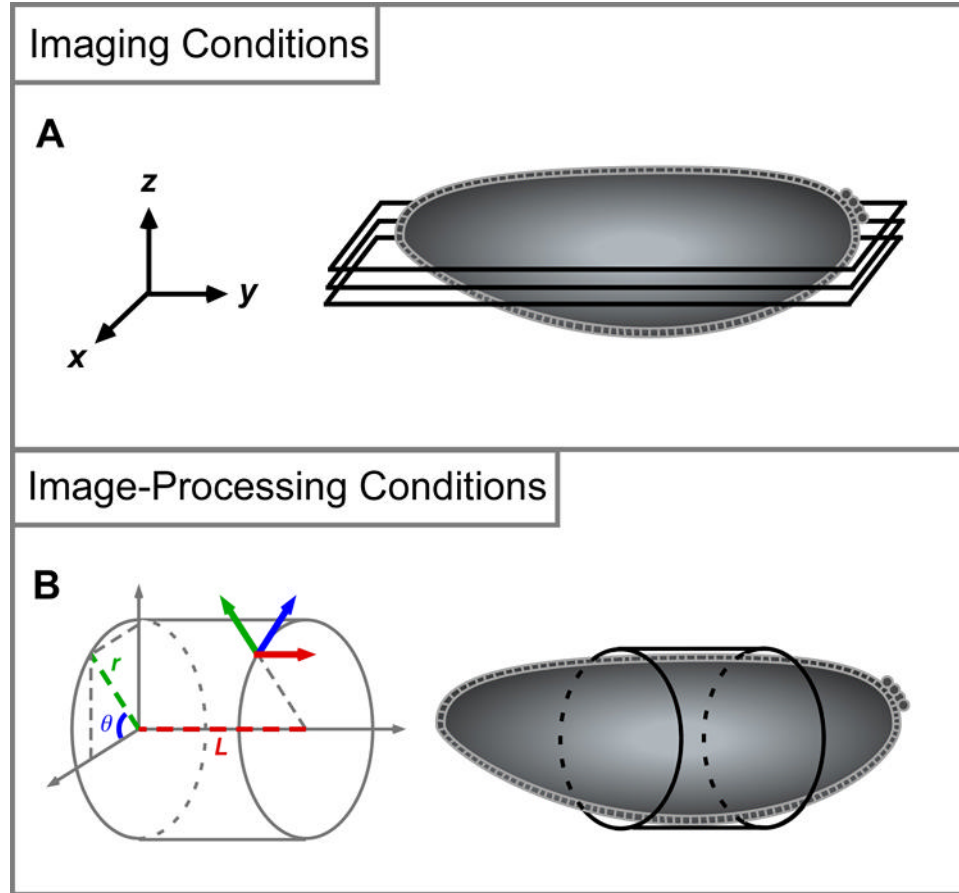 Imaging Conditions
A
z
y
x
Image-Processing Conditions
B
r
θ
L